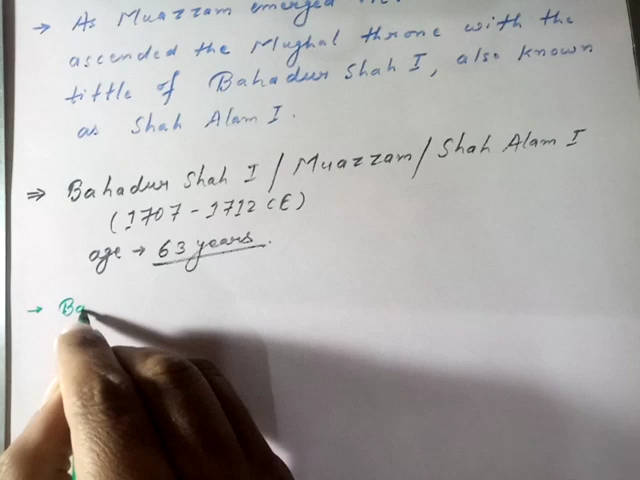 → As Muazzam emerged
ascended the Mughal throne with the
tittle of Bahadur Shah I, also known
as Shah Alam I.
⇒ Bahadur Shah I / Muazzam / Shah Alam I
(1707 - 1712 CE)
age → 63 years.
→ Ba